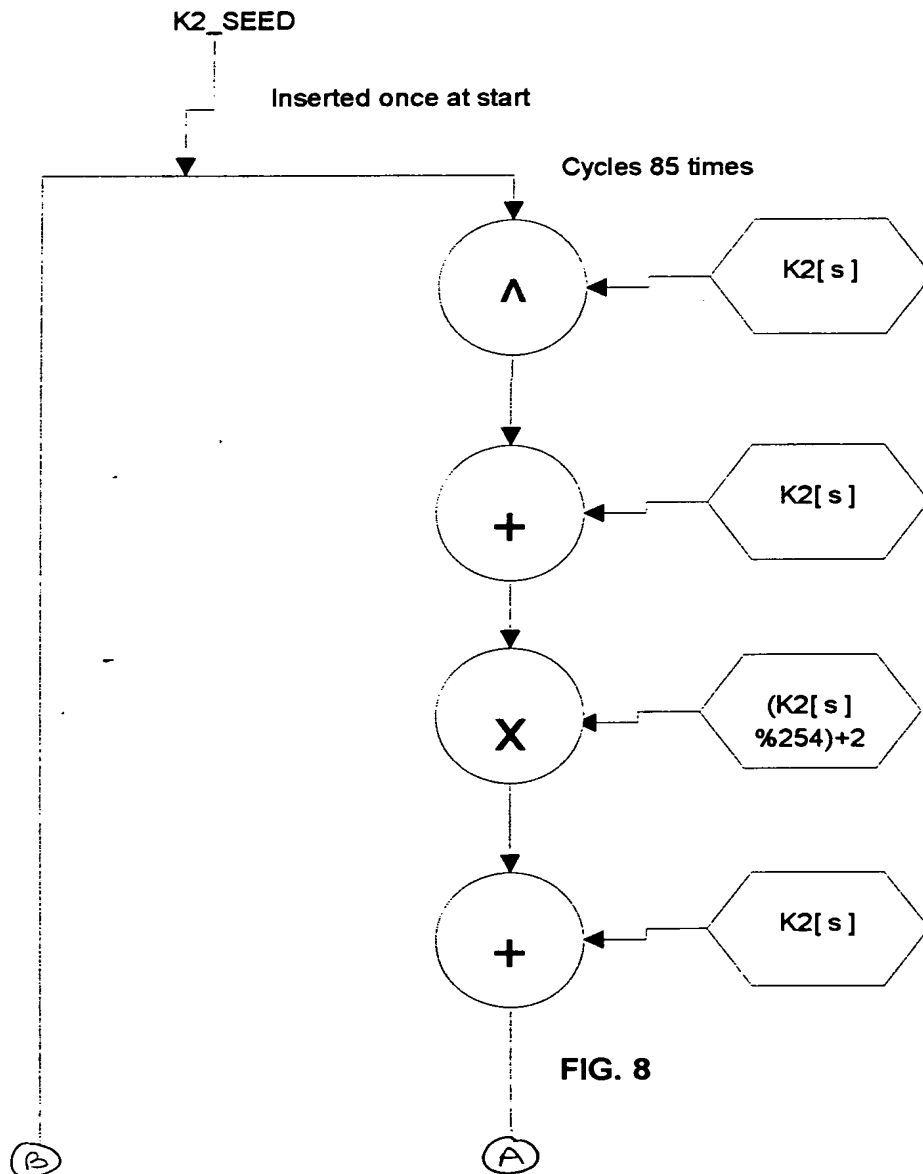 K2_SEED
Inserted once at start
Cycles 85 times
^
K2[ s ]
+
K2[ s ]
X
(K2[ s ]
%254)+2
+
K2[ s ]
FIG. 8
B
A